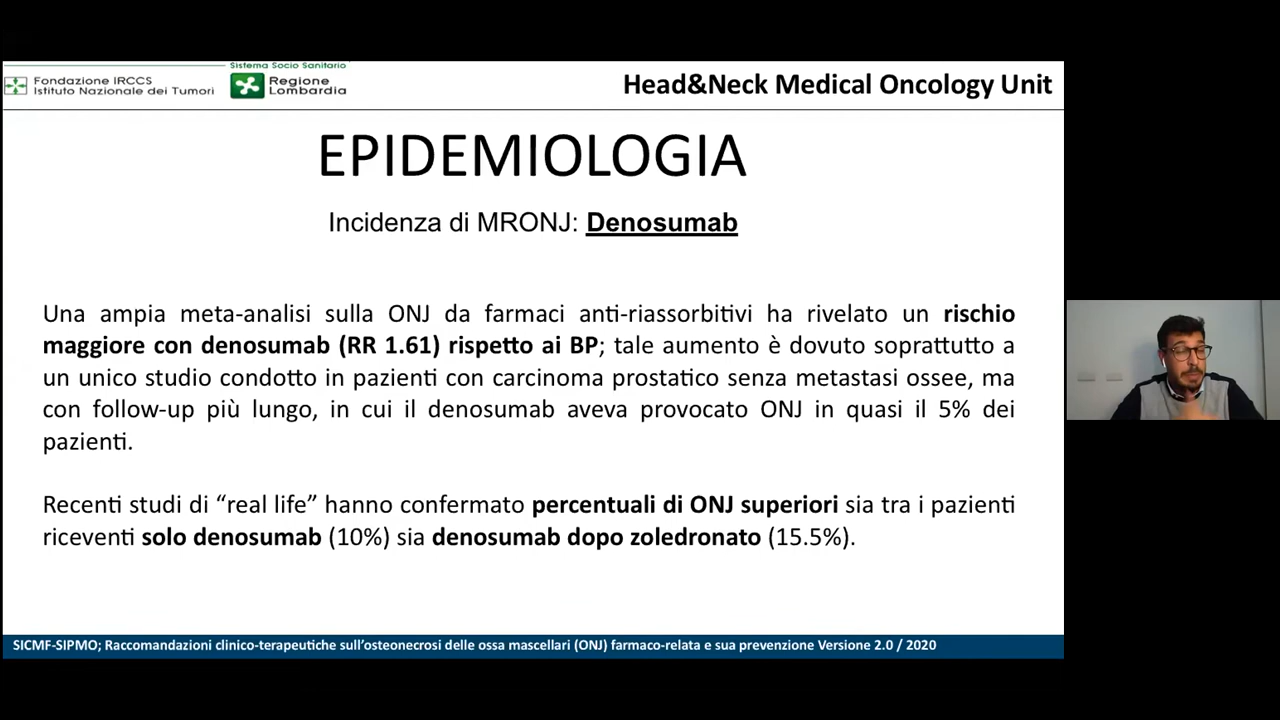 Sistema Socio Sanitario
Fondazione IRCCS
Istituto Nazionale dei Tumori
Regione
Lombardia
Head&Neck Medical Oncology Unit
EPIDEMIOLOGIA
Incidenza di MRONJ: Denosumab
Una ampia meta-analisi sulla ONJ da farmaci anti-riassorbitivi ha rivelato un rischio
maggiore con denosumab (RR 1.61) rispetto ai BP; tale aumento è dovuto soprattutto a
un unico studio condotto in pazienti con carcinoma prostatico senza metastasi ossee, ma
con follow-up più lungo, in cui il denosumab aveva provocato ONJ in quasi il 5% dei
pazienti.
Recenti studi di “real life” hanno confermato percentuali di ONJ superiori sia tra i pazienti
riceventi solo denosumab (10%) sia denosumab dopo zoledronato (15.5%).
SICMF-SIPMO; Raccomandazioni clinico-terapeutiche sull’osteonecrosi delle ossa mascellari (ONJ) farmaco-relata e sua prevenzione Versione 2.0 / 2020